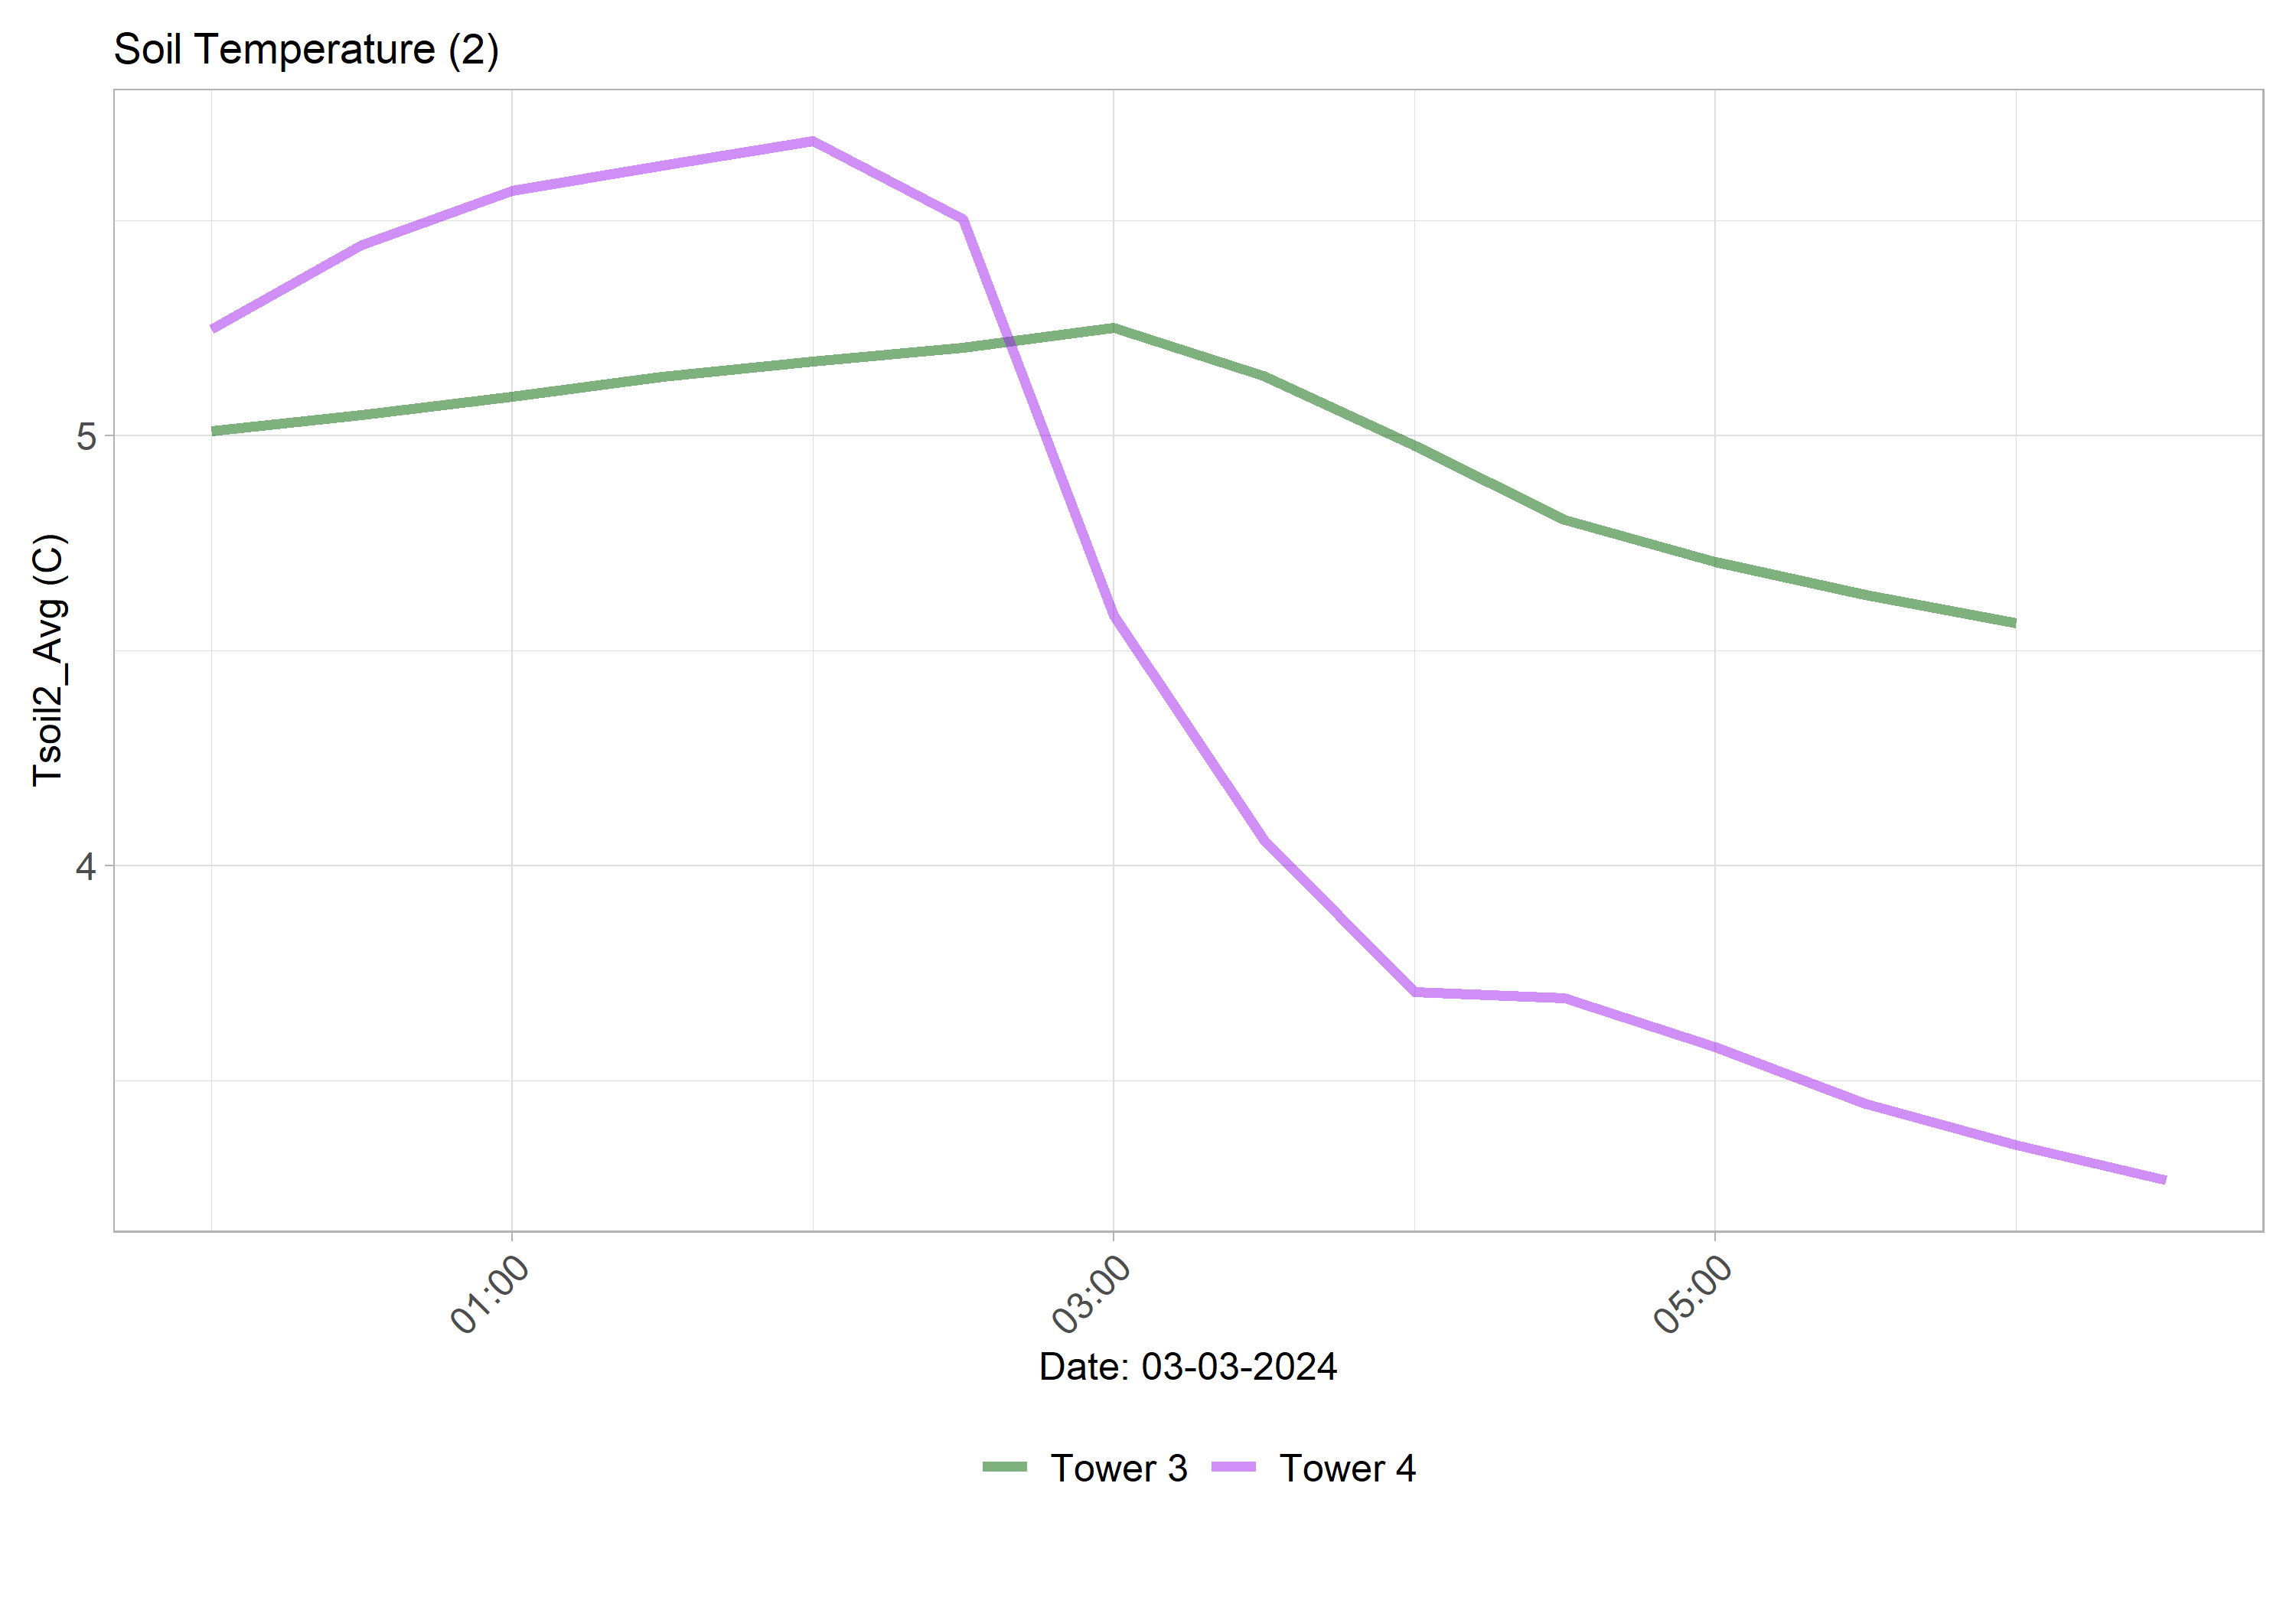 Soil Temperature (2)
Tsoil2_Avg (C)
5
4
01:00
03:00
05:00
Date: 03-03-2024
Tower 3
Tower 4